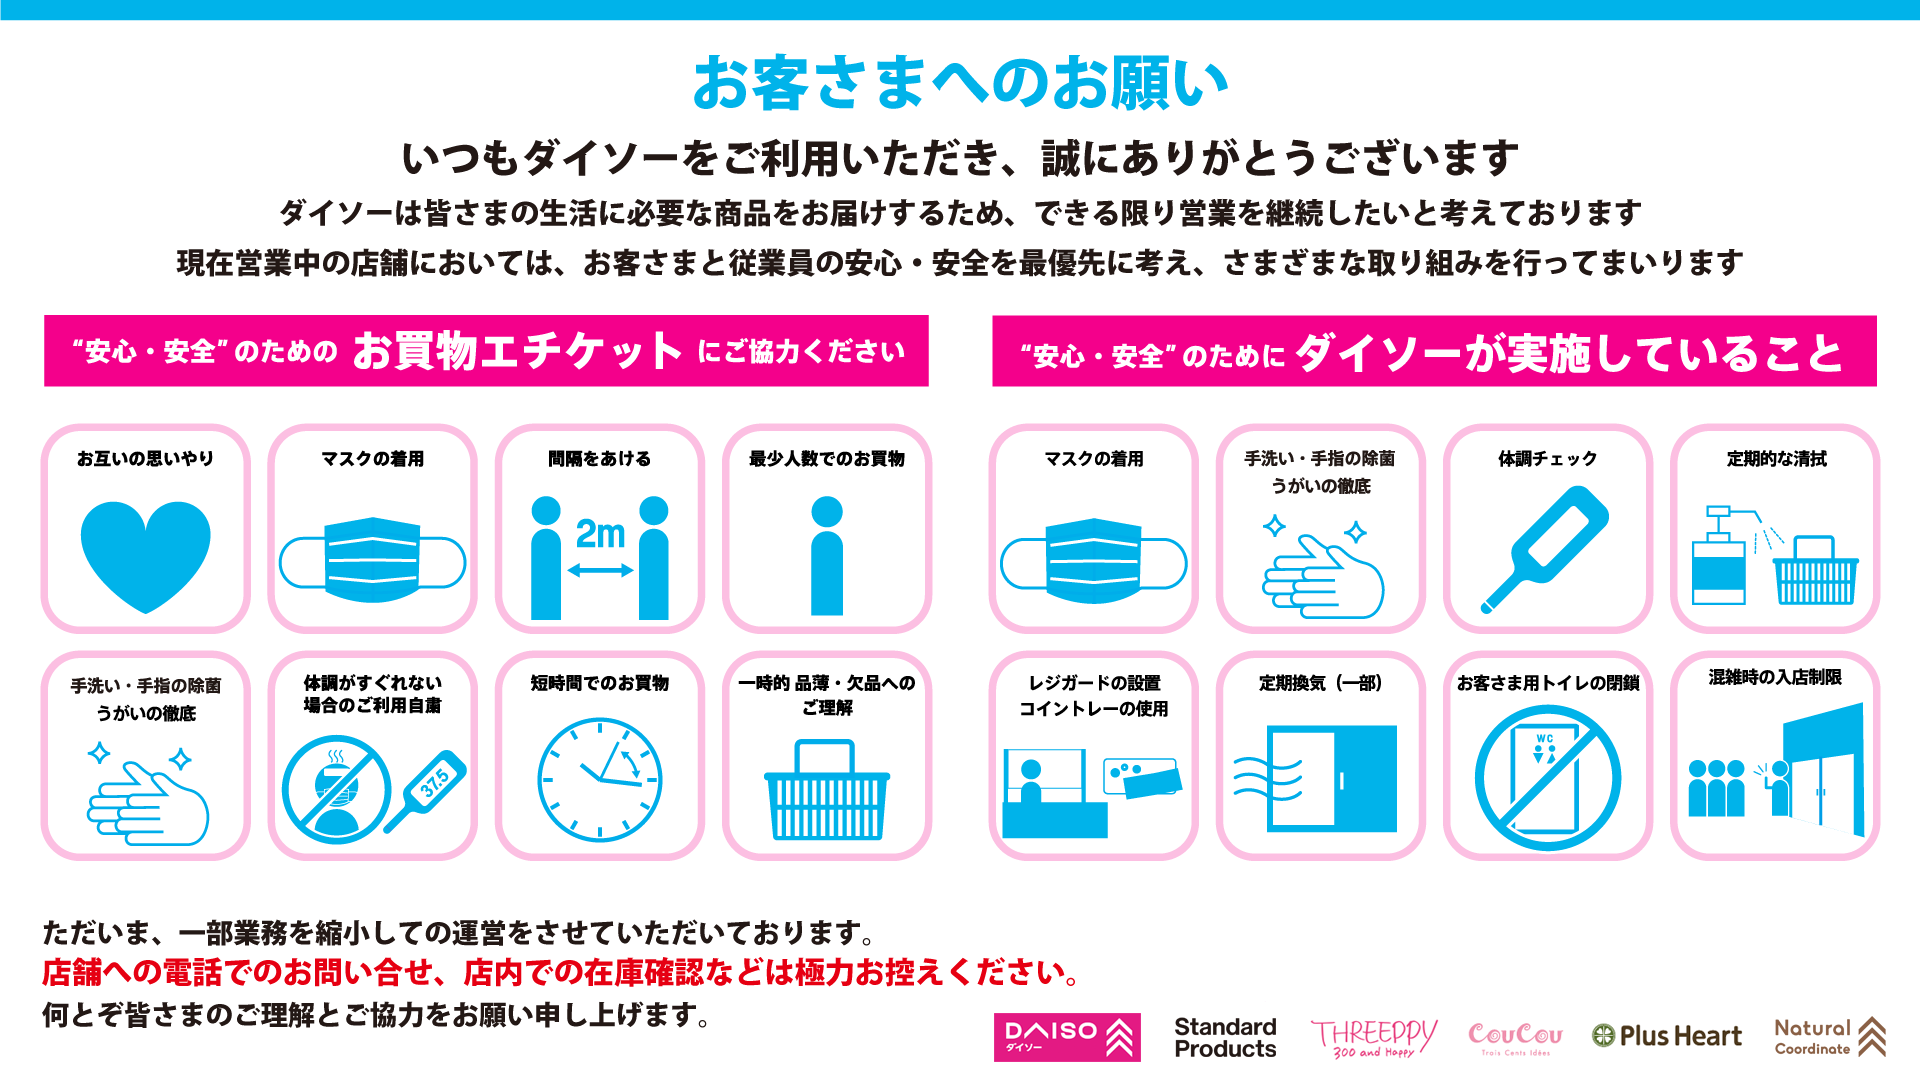 お客さまへのお願い
いつもダイソーをご利用いただき、誠にありがとうございます
ダイソーは皆さまの生活に必要な商品をお届けするため、できる限り営業を継続したいと考えております
現在営業中の店舗においては、お客さまと従業員の安心・安全を最優先に考え、さまざまな取り組みを行ってまいります
“安心・安全”のための お買物エチケット にご協力ください
お互いの思いやり
マスクの着用
間隔をあける
2m
最少人数でのお買物
手洗い・手指の除菌
うがいの徹底
体調がすぐれない
場合のご利用自粛
37.5
短時間でのお買物
一時的 品薄・欠品への
ご理解
“安心・安全”のために ダイソーが実施していること
マスクの着用
手洗い・手指の除菌
うがいの徹底
体調チェック
定期的な清拭
レジガードの設置
コイントレーの使用
定期換気（一部）
お客さま用トイレの閉鎖
WC
混雑時の入店制限
ただいま、一部業務を縮小しての運営をさせていただいております。
店舗への電話でのお問い合せ、店内での在庫確認などは極力お控えください。
何とぞ皆さまのご理解とご協力をお願い申し上げます。
DAISO
ダイソー
Standard
Products
THREEPPY
300 and Happy
CouCou
Trois Cents Idées
Plus Heart
Natural
Coordinate